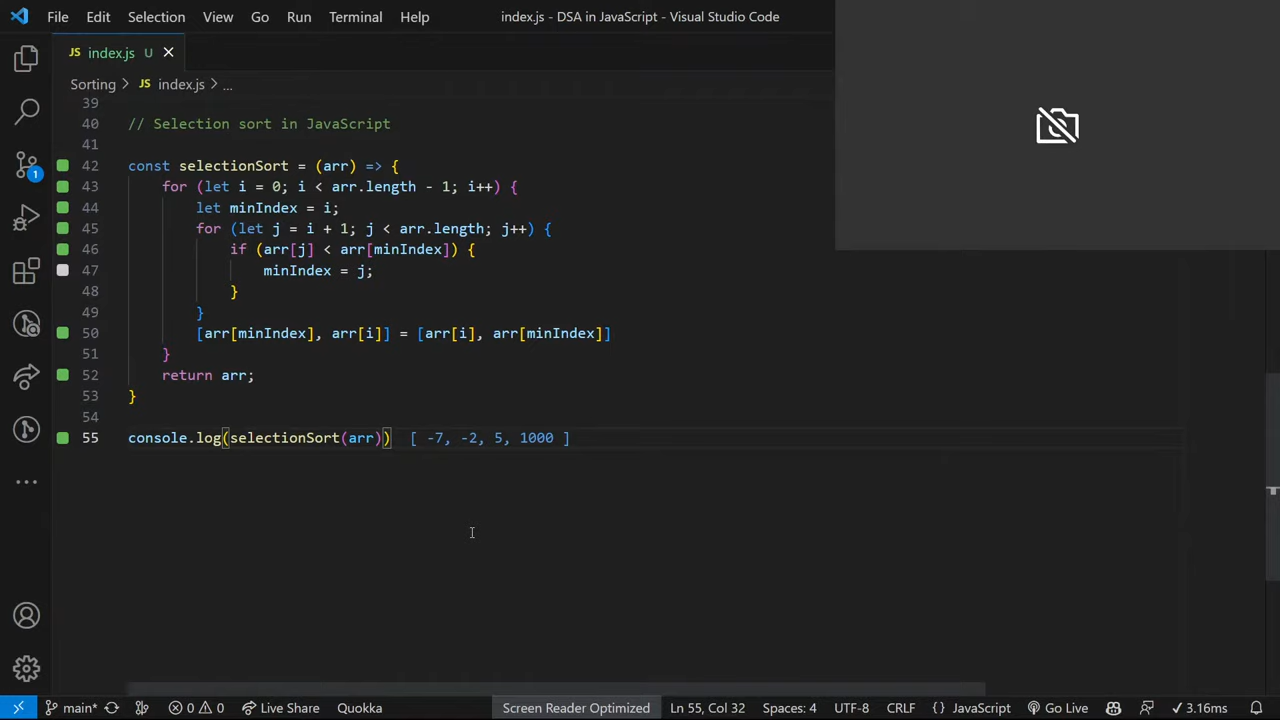 File Edit Selection View Go Run Terminal Help index.js - DSA in JavaScript - Visual Studio Code
JS index.js U
Sorting > JS index.js > ...
39
40 // Selection sort in JavaScript
41
42 const selectionSort = (arr) => {
43 for (let i = 0; i < arr.length - 1; i++) {
44 let minIndex = i;
45 for (let j = i + 1; j < arr.length; j++) {
46 if (arr[j] < arr[minIndex]) {
47 minIndex = j;
48 }
49 }
50 [arr[minIndex], arr[i]] = [arr[i], arr[minIndex]]
51 }
52 return arr;
53 }
54
55 console.log(selectionSort(arr)) [ -7, -2, 5, 1000 ]
1
main* 0 0 Live Share Quokka Screen Reader Optimized Ln 55, Col 32 Spaces: 4 UTF-8 CRLF {} JavaScript Go Live ✓ 3.16ms